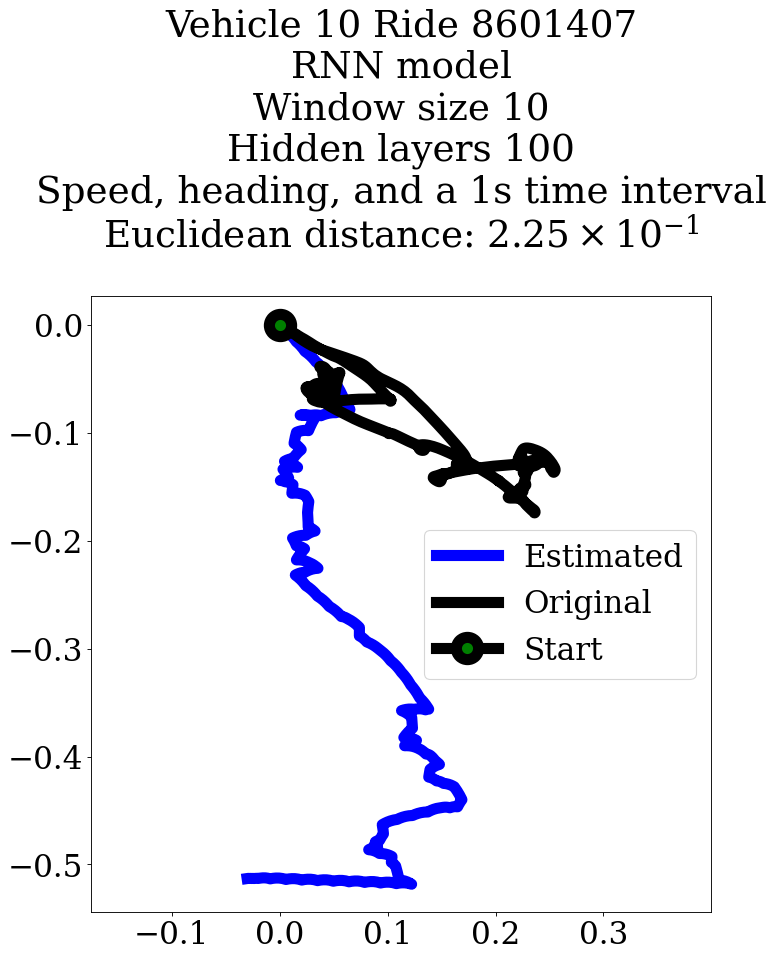 Vehicle 10 Ride 8601407
RNN model
Window size 10
Hidden layers 100
Speed, heading, and a 1s time interval
Euclidean distance: 2.25 × 10⁻¹
0.0
−0.1
−0.2
−0.3
−0.4
−0.5
Estimated
Original
Start
−0.1 0.0 0.1 0.2 0.3